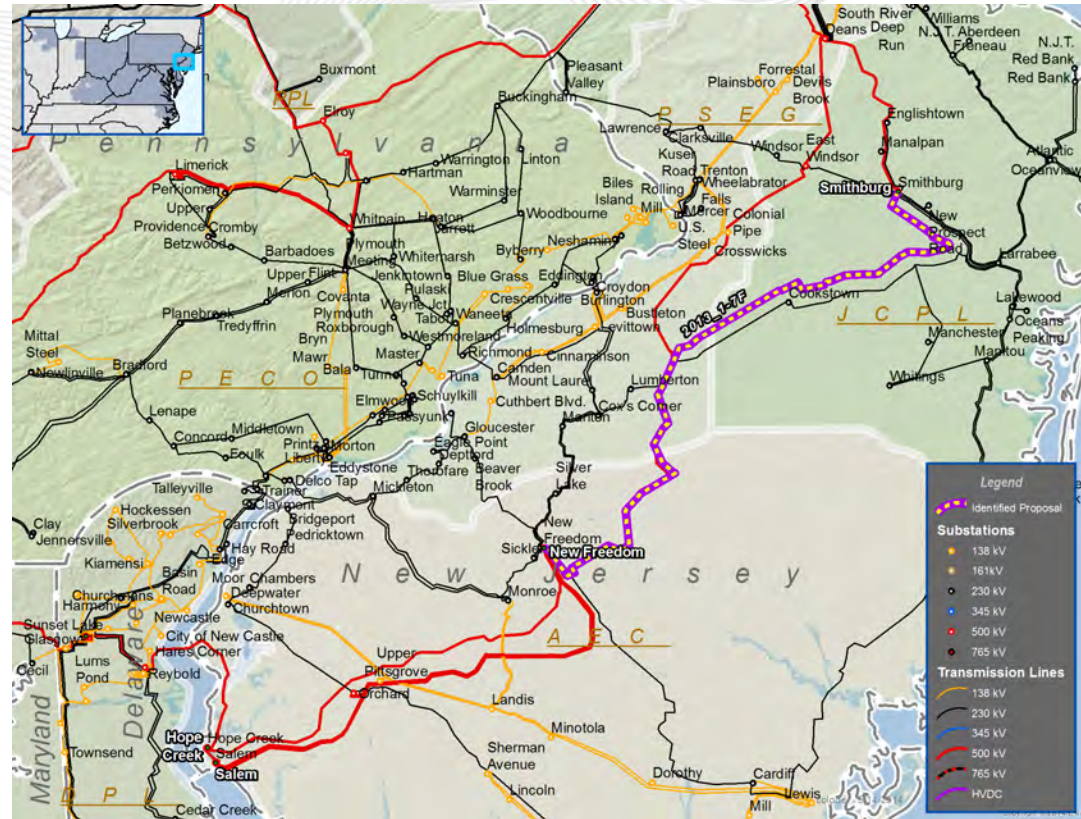 South River
Deans Deep
Run
Williams
N.J.T. Aberdeen
Freneau
N.J.T.
Red Bank
Red Bank
Buxmont
PPL
Elroy
Pleasant
Valley
Buckingham
Forrestal
Plainsboro
Devils
Brook
P S E G
Lawrence
Clarksville
Englishtown
Windsor
East
Windsor
Manalpan
Atlantic
Oceanview
P e n n s y l v a n i a
Limerick
Warrington
Linton
Hartman
Kuser
Road
Trenton
Wheelabrator
Falls
Smithburg
Smithburg
Perkiomen
Upper
Providence
Cromby
Betzwood
Warminster
Biles
Island
Rolling
Mill
Mercer
U.S.
Steel
Colonial
Pipe
New
Prospect
Road
Whitpain
Heaton
Jarrett
Woodbourne
Neshaminy
Byberry
Crosswicks
Larrabee
Barbadoes
Plymouth
Meeting
Whitemarsh
Upper
Flint
Merion
Jenkintown
Blue Grass
Eddington
Croydon
Burlington
Pulaski
Crescentville
Cookstown
2013_1-7F
J C P L
Lakewood
Oceans
Peaking
Covanta
Plymouth
Roxborough
Wayne Jct.
Tabor
Waneeta
Holmesburg
Bustleton
Levittown
Manchester
Manitou
Planebrook
Tredyffrin
Westmoreland
Mittal
Steel
Bryn
Mawr
Richmond
Cinnaminson
Newlinville
Bradford
Master
Bala
Camden
Whitings
P E C O
Tunn
Tuna
Mount Laurel
Lumberton
Elmwood
Schuylkill
Cuthbert Blvd.
Cox's Corner
Lenape
Passyunk
Marlton
Middletown
Gloucester
Concord
Printz
Morton
Eagle Point
Foulk
Liberty
Deptford
Eddystone
Thorofare
Beaver
Brook
Silver
Lake
Delco Tap
Mickleton
Trainer
Talleyville
Claymont
Hockessen
Silverbrook
Bridgeport
Carrcroft
Pedricktown
Clay
Jennersville
New
Freedom
Hay Road
Sickler
New Freedom
Kiamensi
Edge
Moor
Chambers
Basin
Road
N e w J e r s e y
Deepwater
Monroe
Churchmans
Churchtown
Harmony
Newcastle
Sunset Lake
Glasgow
City of New Castle
A E C
Hares Corner
Upper
Pittsgrove
Cecil
Lums
Pond
Reybold
Orchard
Landis
Maryland
Delaware
Minotola
Hope
Creek
Hope Creek
Salem
Salem
Townsend
Sherman
Avenue
Dorothy
Cardiff
Lincoln
Lewis
Mill
D P L
Cedar Creek
Legend
Identified Proposal
Substations
138 kV
161kV
230 kV
345 kV
500 kV
765 kV
Transmission Lines
138 kV
230 kV
345 kV
500 kV
765 kV
HVDC